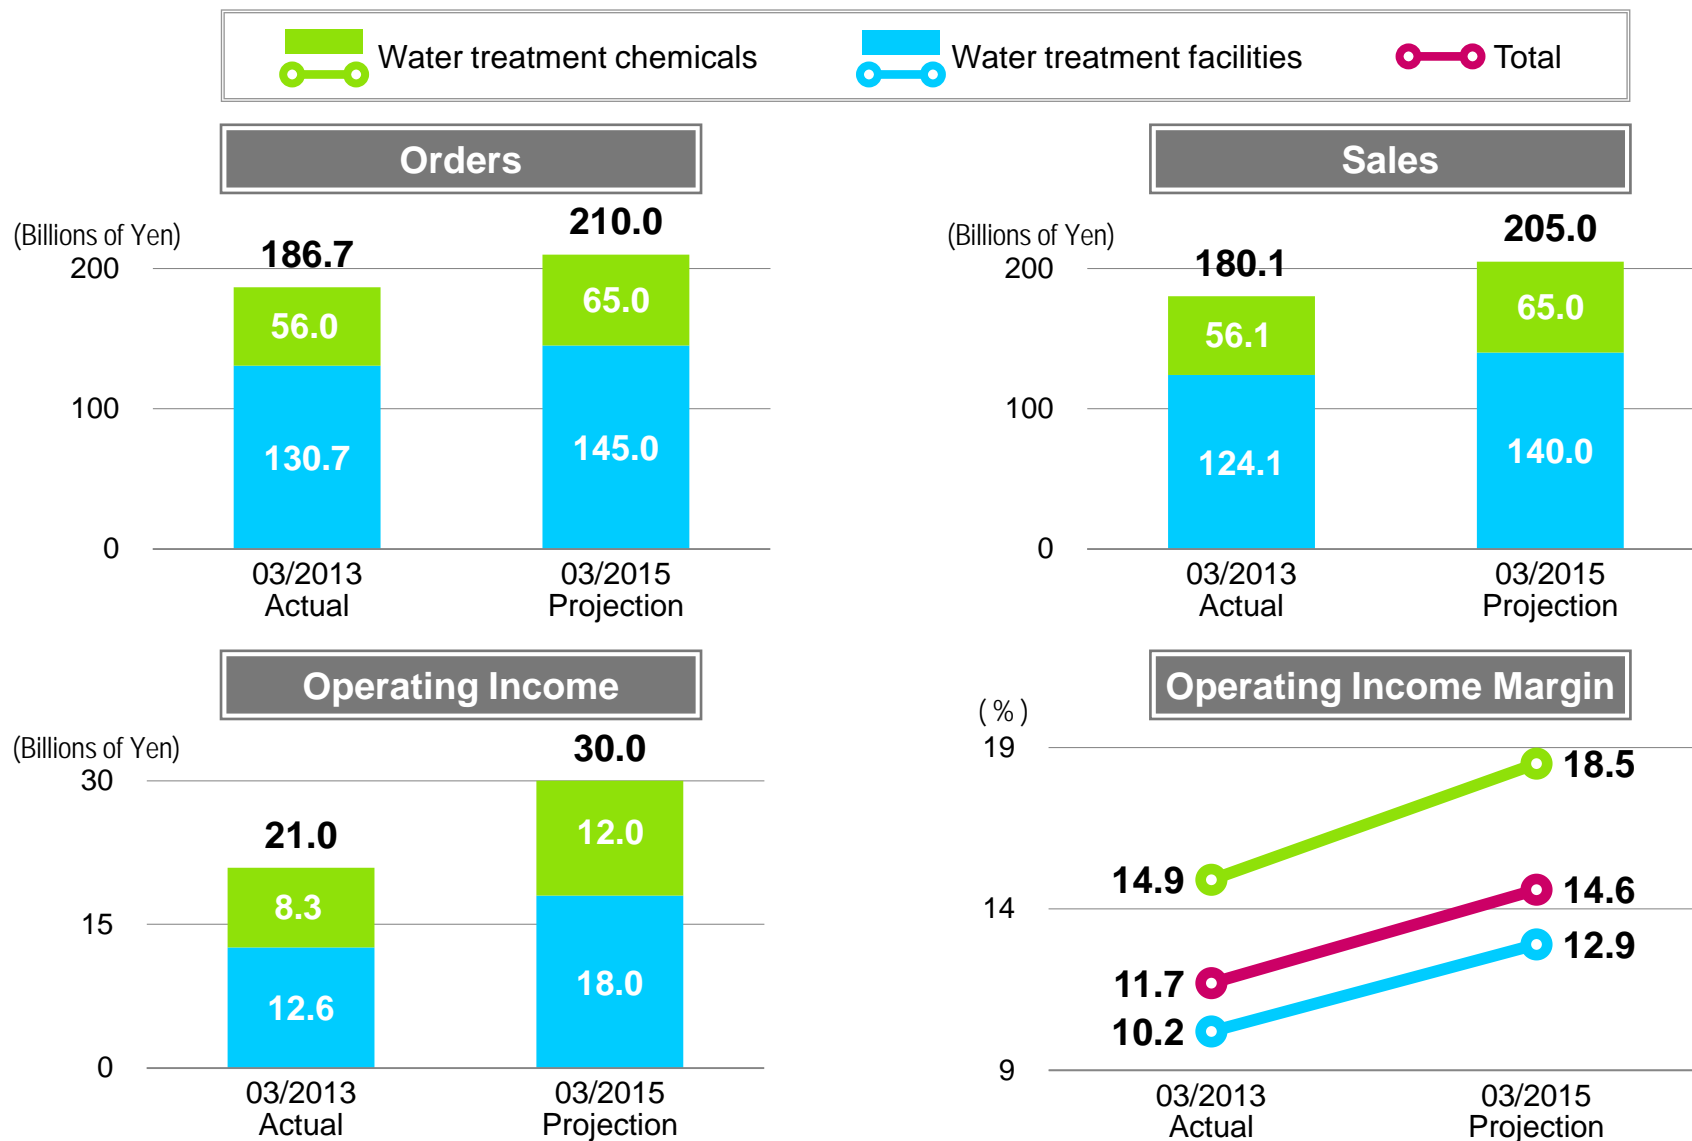 Water treatment chemicals
Water treatment facilities
Total
Orders
(Billions of Yen)
200
100
0
186.7
56.0
130.7
210.0
65.0
145.0
03/2013
Actual
03/2015
Projection
Sales
(Billions of Yen)
200
100
0
180.1
56.1
124.1
205.0
65.0
140.0
03/2013
Actual
03/2015
Projection
Operating Income
(Billions of Yen)
30
15
0
21.0
8.3
12.6
30.0
12.0
18.0
03/2013
Actual
03/2015
Projection
Operating Income Margin
( % )
19
14
9
14.9
11.7
10.2
18.5
14.6
12.9
03/2013
Actual
03/2015
Projection